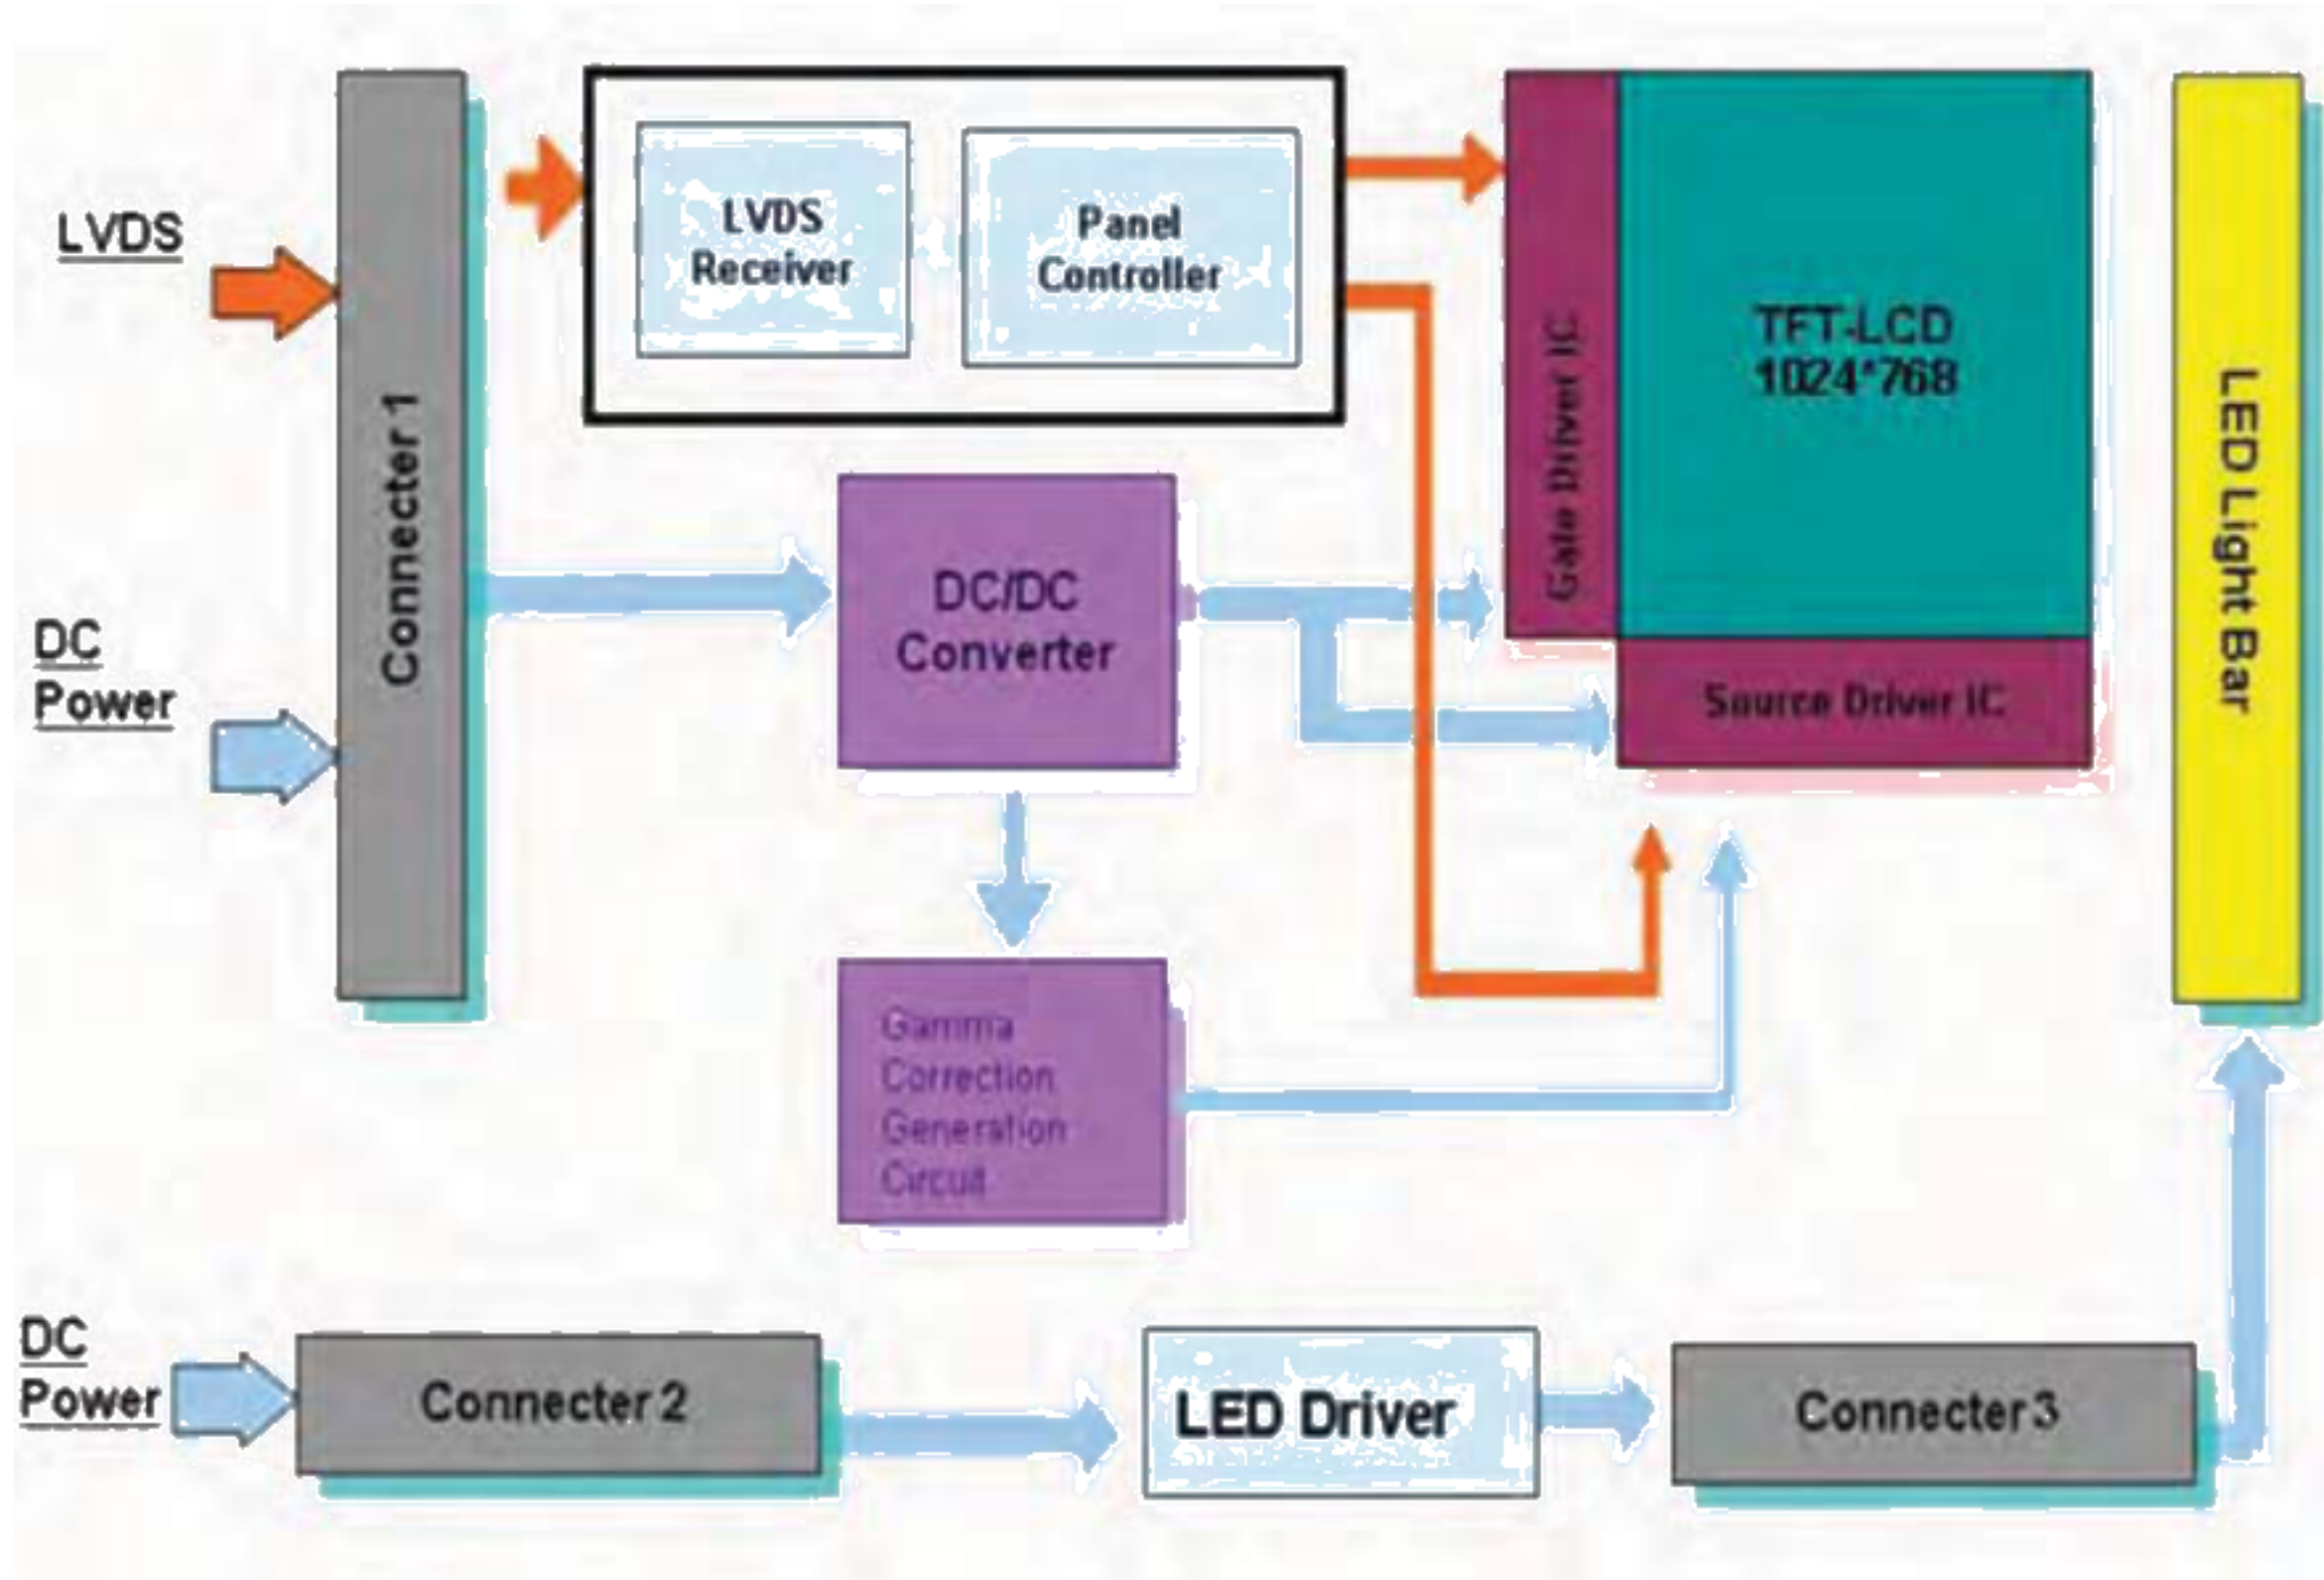 LVDS
DC
Power
Connecter 1
LVDS
Receiver
Panel
Controller
Gate Driver IC
TFT-LCD
1024*768
Source Driver IC
LED Light Bar
DC/DC
Converter
Gamma
Correction
Generation
Circuit
DC
Power
Connecter 2
LED Driver
Connecter 3